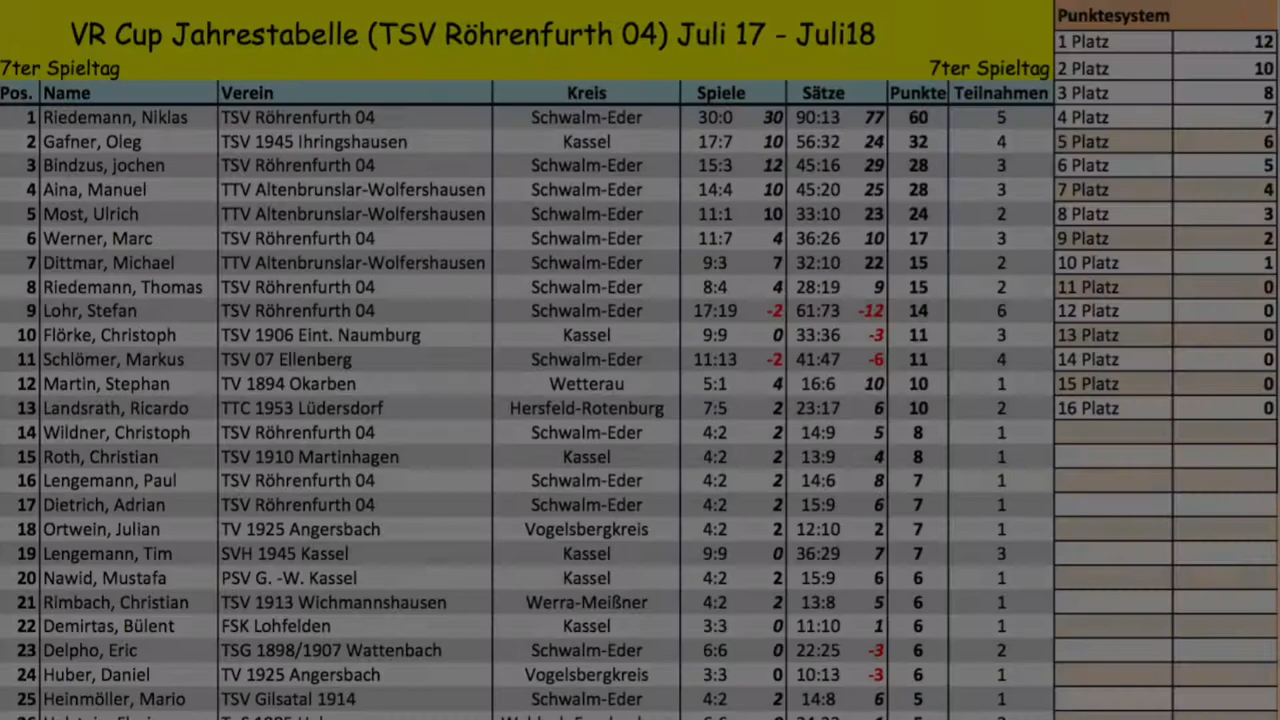 VR Cup Jahrestabelle (TSV Röhrenfurth 04) Juli 17 - Juli18
7ter Spieltag 7ter Spieltag
Pos. Name Verein Kreis Spiele Sätze Punkte Teilnahmen
1 Riedemann, Niklas TSV Röhrenfurth 04 Schwalm-Eder 30:0 30 90:13 77 60 5
2 Gafner, Oleg TSV 1945 Ihringshausen Kassel 17:7 10 56:32 24 32 4
3 Bindzus, jochen TSV Röhrenfurth 04 Schwalm-Eder 15:3 12 45:16 29 28 3
4 Aina, Manuel TTV Altenbrunslar-Wolfershausen Schwalm-Eder 14:4 10 45:20 25 28 3
5 Most, Ulrich TTV Altenbrunslar-Wolfershausen Schwalm-Eder 11:1 10 33:10 23 24 2
6 Werner, Marc TSV Röhrenfurth 04 Schwalm-Eder 11:7 4 36:26 10 17 3
7 Dittmar, Michael TTV Altenbrunslar-Wolfershausen Schwalm-Eder 9:3 7 32:10 22 15 2
8 Riedemann, Thomas TSV Röhrenfurth 04 Schwalm-Eder 8:4 4 28:19 9 15 2
9 Lohr, Stefan TSV Röhrenfurth 04 Schwalm-Eder 17:19 -2 61:73 -12 14 6
10 Flörke, Christoph TSV 1906 Eint. Naumburg Kassel 9:9 0 33:36 -3 11 3
11 Schlömer, Markus TSV 07 Ellenberg Schwalm-Eder 11:13 -2 41:47 -6 11 4
12 Martin, Stephan TV 1894 Okarben Wetterau 5:1 4 16:6 10 10 1
13 Landsrath, Ricardo TTC 1953 Lüdersdorf Hersfeld-Rotenburg 7:5 2 23:17 6 10 2
14 Wildner, Christoph TSV Röhrenfurth 04 Schwalm-Eder 4:2 2 14:9 5 8 1
15 Roth, Christian TSV 1910 Martinhagen Kassel 4:2 2 13:9 4 8 1
16 Lengemann, Paul TSV Röhrenfurth 04 Schwalm-Eder 4:2 2 14:6 8 7 1
17 Dietrich, Adrian TSV Röhrenfurth 04 Schwalm-Eder 4:2 2 15:9 6 7 1
18 Ortwein, Julian TV 1925 Angersbach Vogelsbergkreis 4:2 2 12:10 2 7 1
19 Lengemann, Tim SVH 1945 Kassel Kassel 9:9 0 36:29 7 7 3
20 Nawid, Mustafa PSV G. -W. Kassel Kassel 4:2 2 15:9 6 6 1
21 Rimbach, Christian TSV 1913 Wichmannshausen Werra-Meißner 4:2 2 13:8 5 6 1
22 Demirtas, Bülent FSK Lohfelden Kassel 3:3 0 11:10 1 6 1
23 Delpho, Eric TSG 1898/1907 Wattenbach Schwalm-Eder 6:6 0 22:25 -3 6 2
24 Huber, Daniel TV 1925 Angersbach Vogelsbergkreis 3:3 0 10:13 -3 6 1
25 Heinmöller, Mario TSV Gilsatal 1914 Schwalm-Eder 4:2 2 14:8 6 5 1
Punktesystem
1 Platz 12
2 Platz 10
3 Platz 8
4 Platz 7
5 Platz 6
6 Platz 5
7 Platz 4
8 Platz 3
9 Platz 2
10 Platz 1
11 Platz 0
12 Platz 0
13 Platz 0
14 Platz 0
15 Platz 0
16 Platz 0